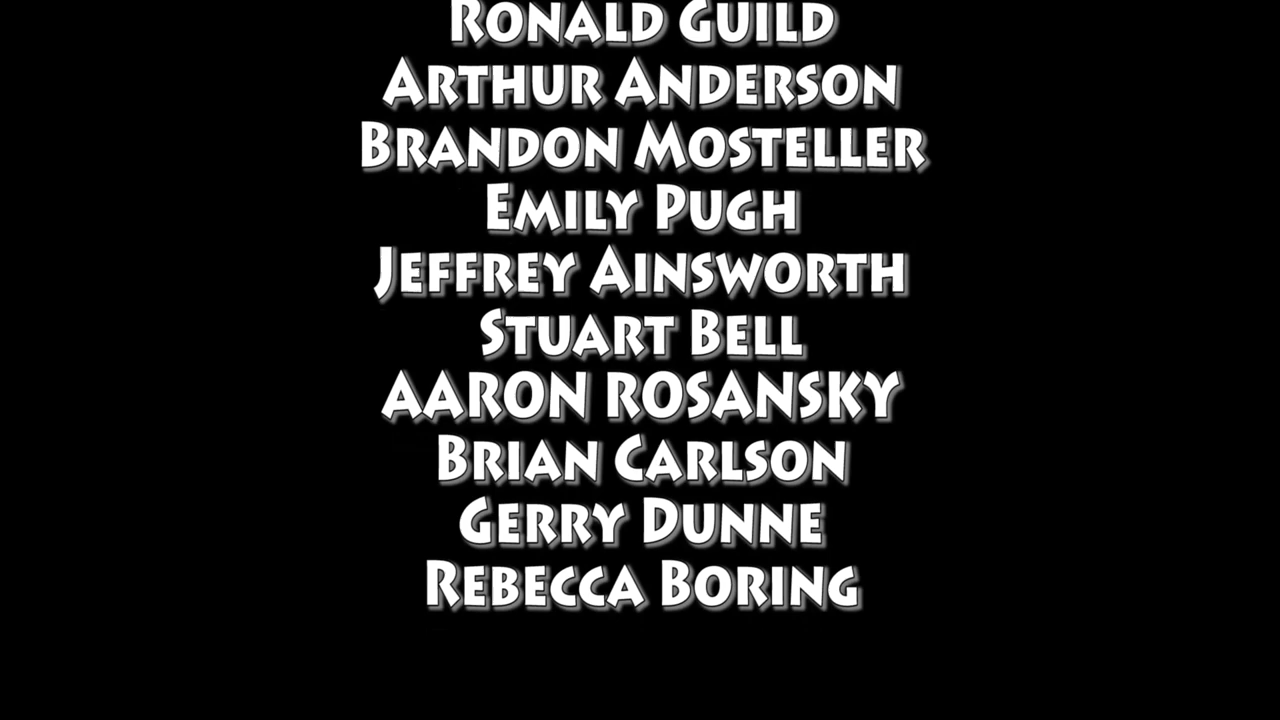 Ronald Guild
Arthur Anderson
Brandon Mosteller
Emily Pugh
Jeffrey Ainsworth
Stuart Bell
AARON ROSANSKY
Brian Carlson
Gerry Dunne
Rebecca Boring